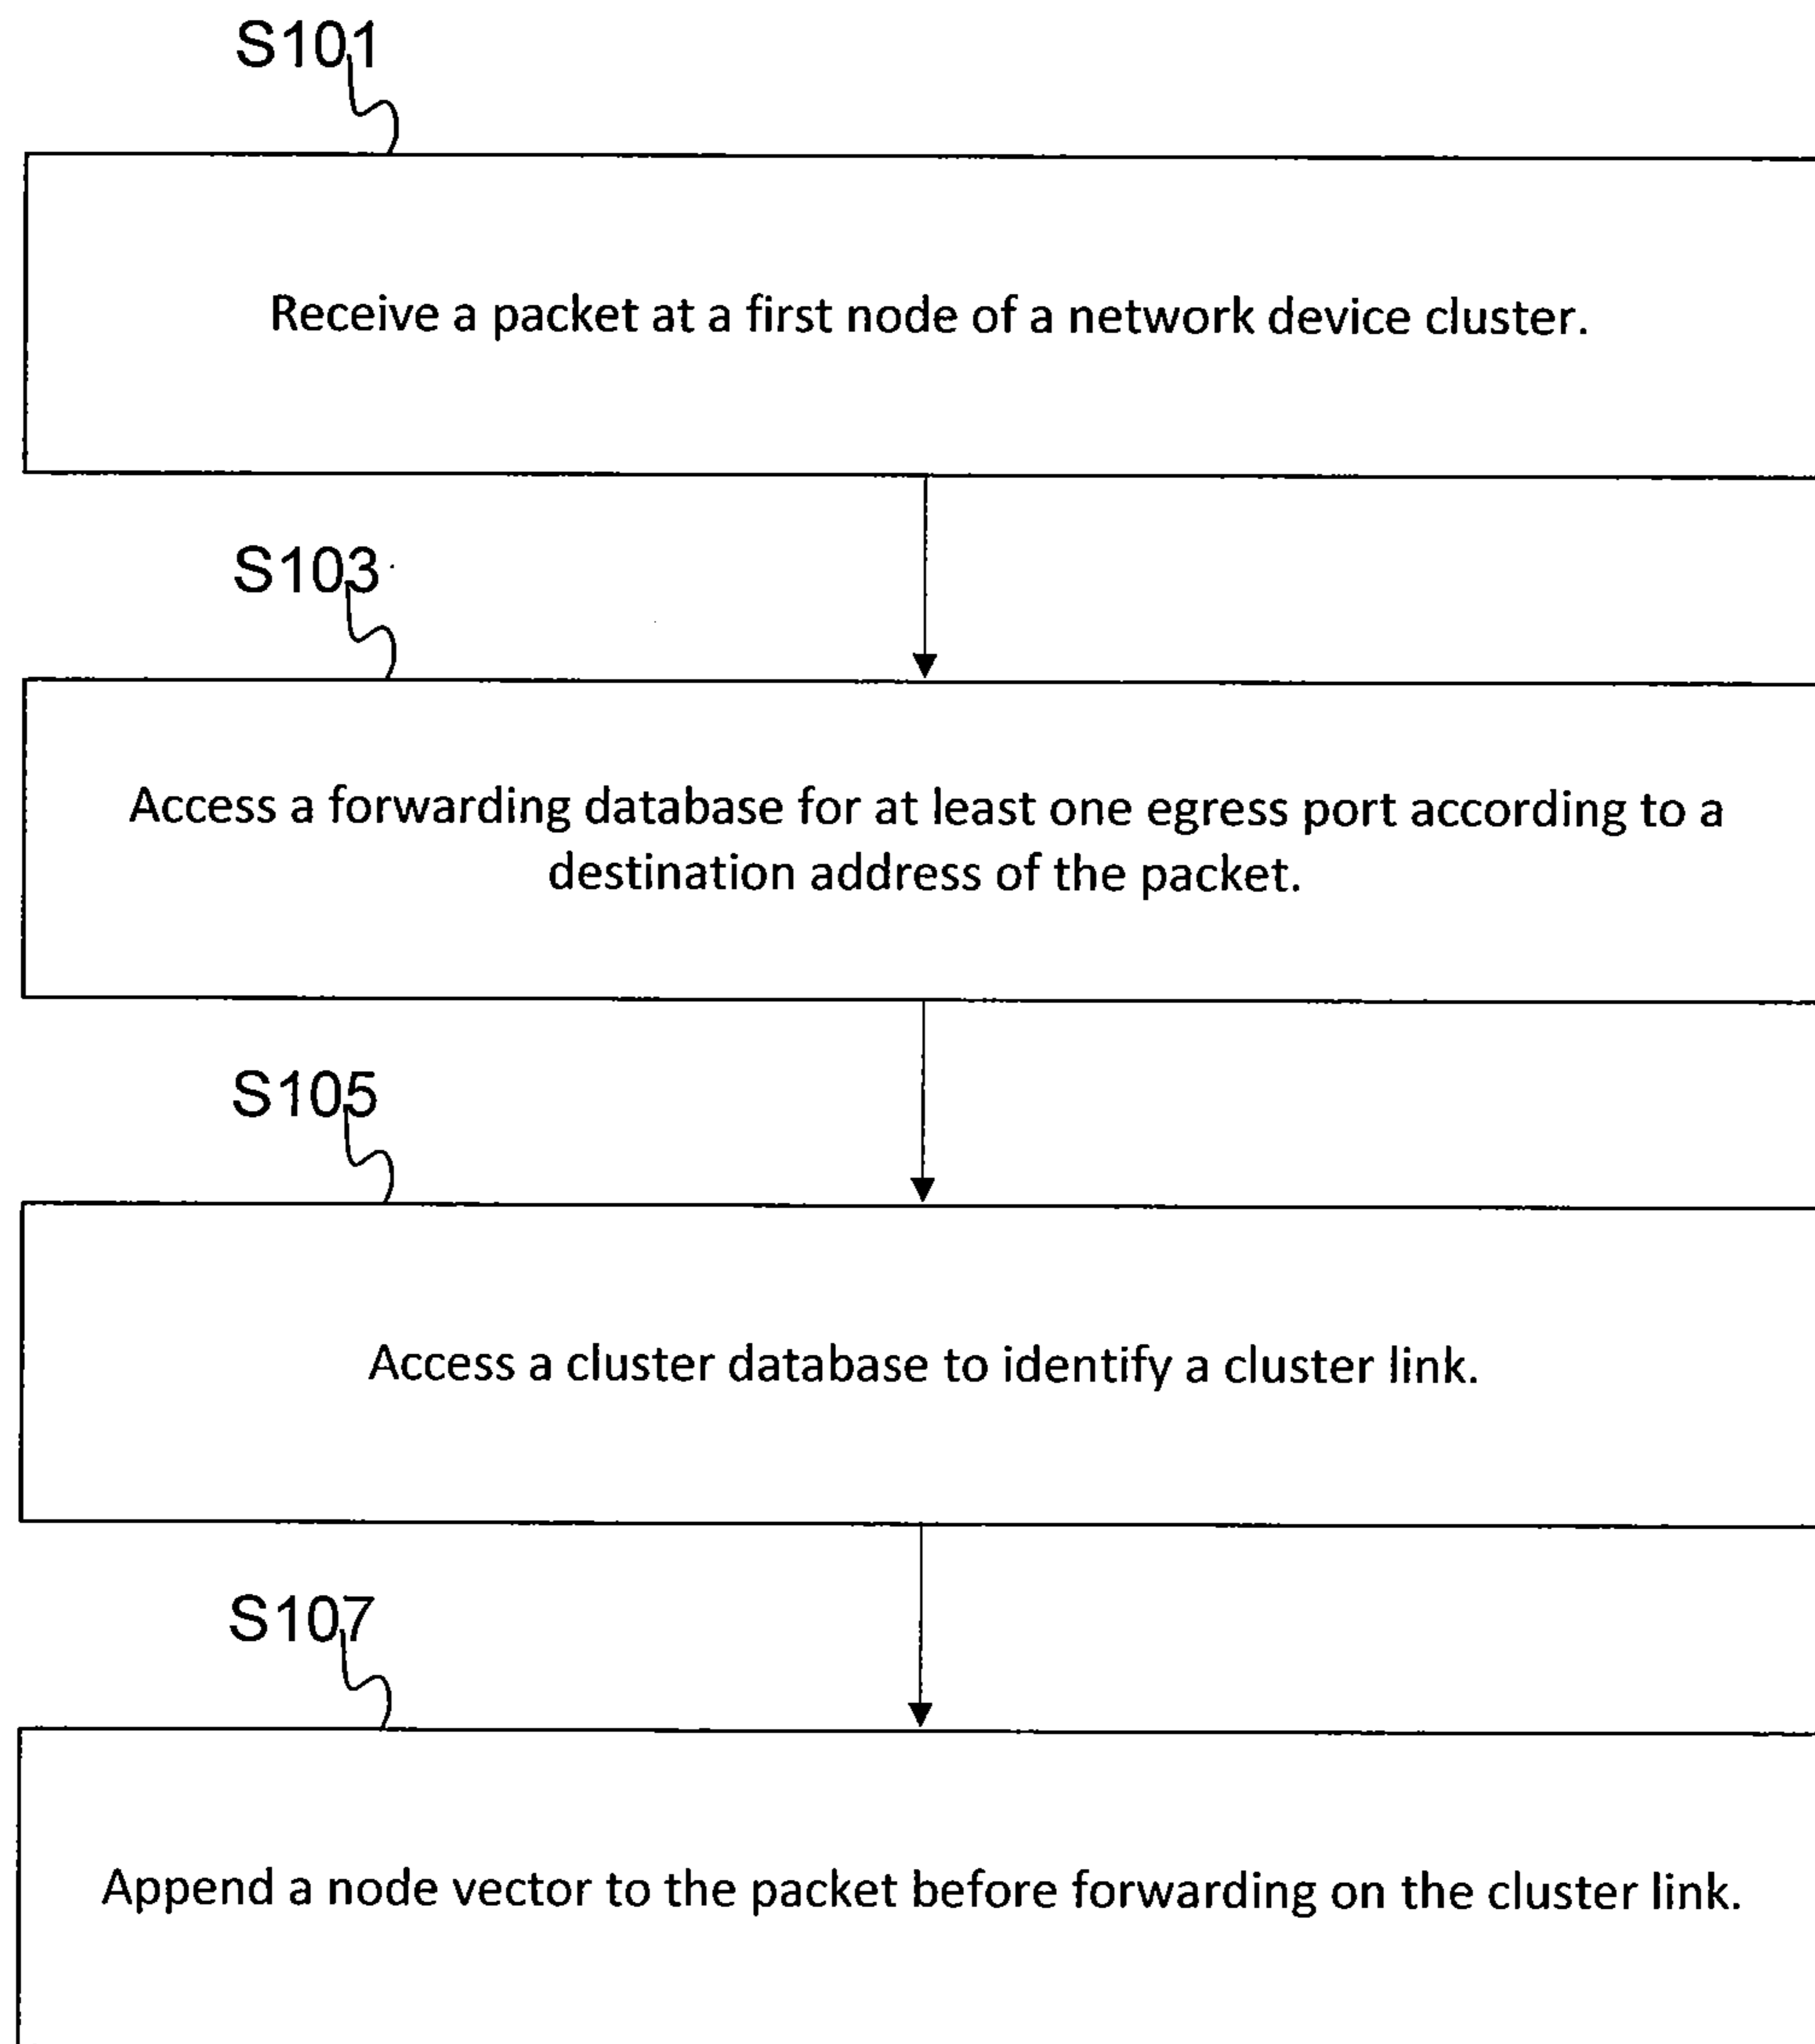 S101
Receive a packet at a first node of a network device cluster.
S103
Access a forwarding database for at least one egress port according to a
destination address of the packet.
S105
Access a cluster database to identify a cluster link.
S107
Append a node vector to the packet before forwarding on the cluster link.